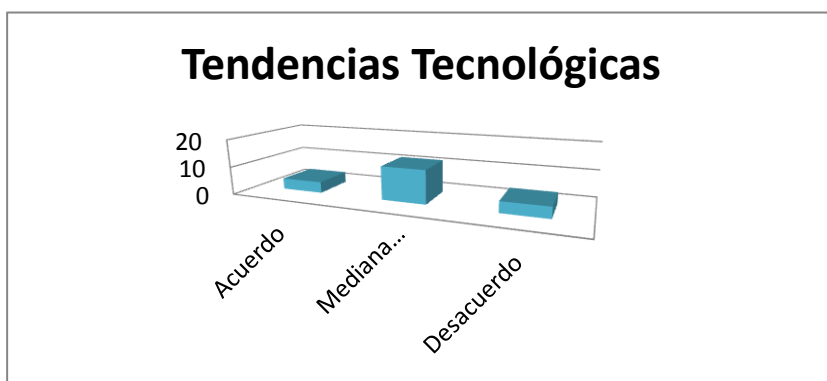 Tendencias Tecnológicas
20
10
0
Acuerdo
Mediana...
Desacuerdo